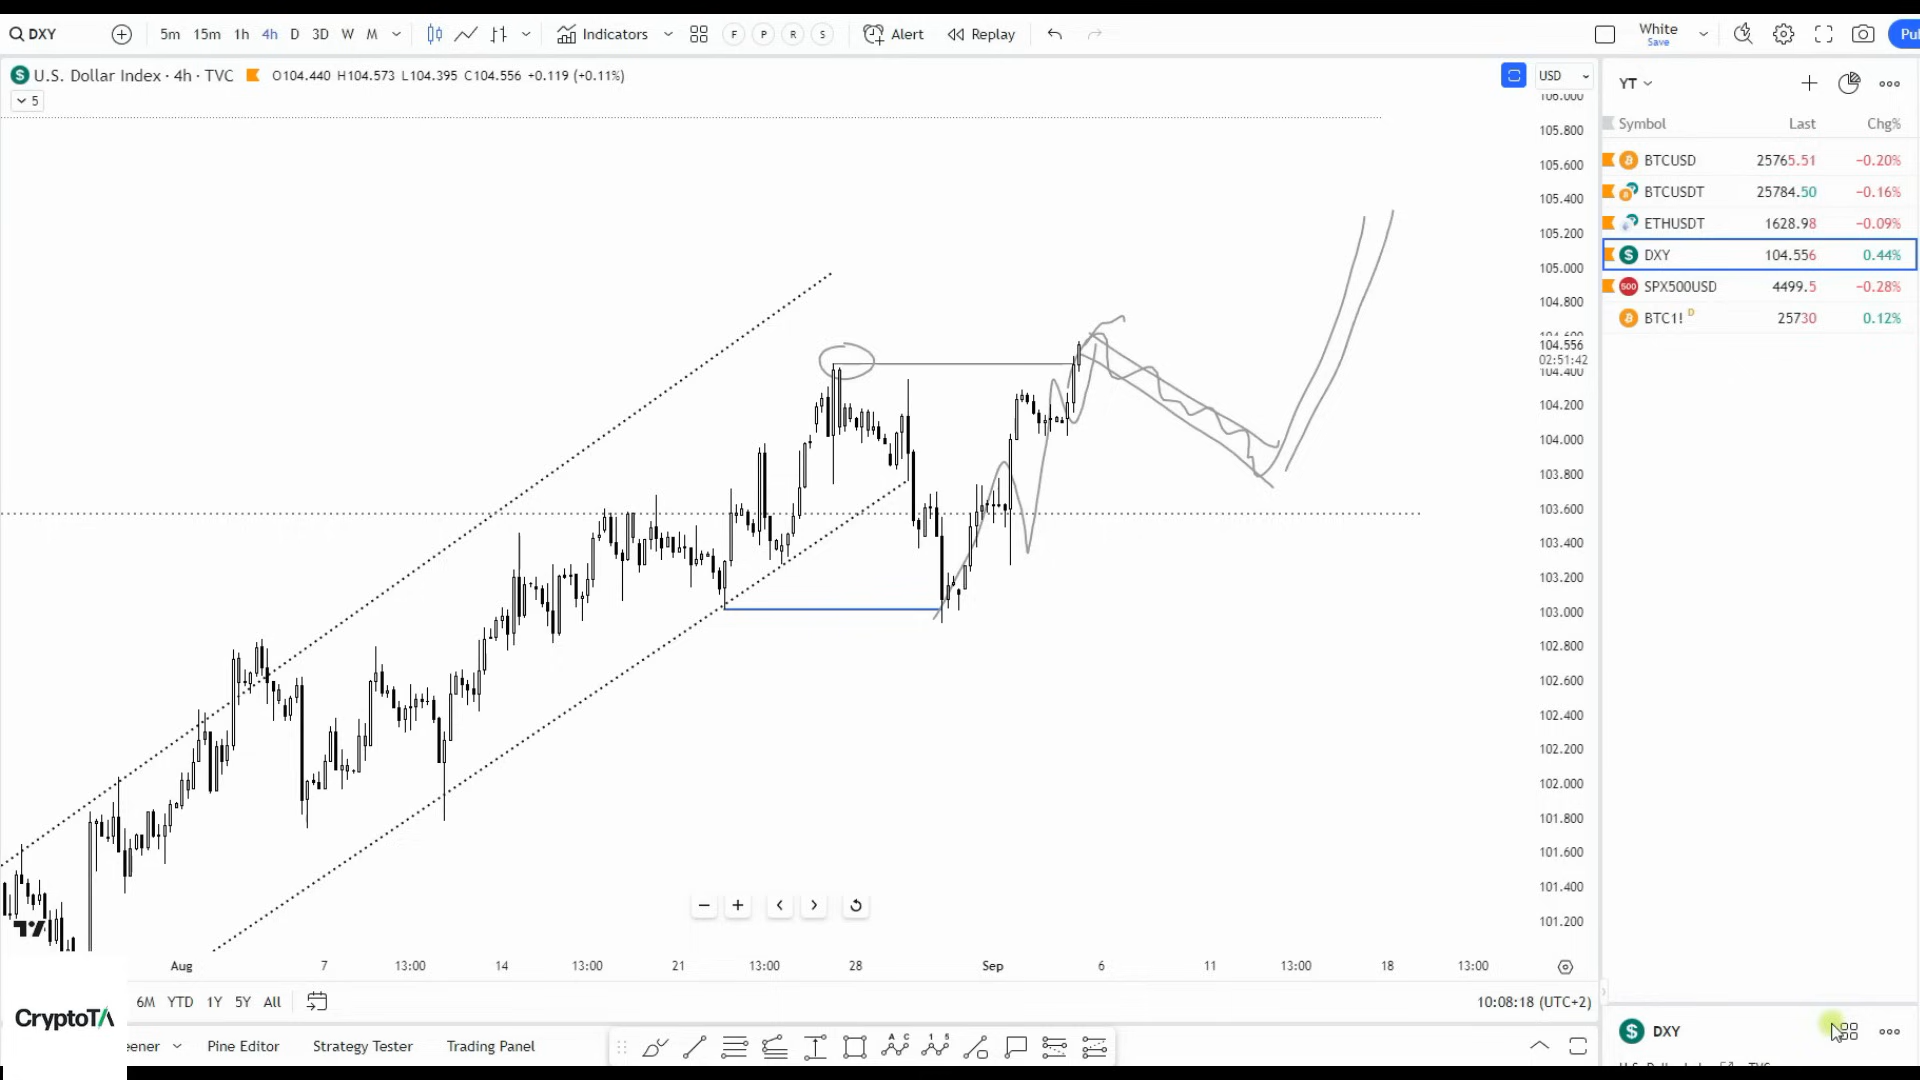 DXY 5m 15m 1h 4h D 3D W M Indicators F P R S Alert Replay White Save Pu
U.S. Dollar Index · 4h · TVC O104.440 H104.573 L104.395 C104.556 +0.119 (+0.11%) USD
5
106.000
105.800
105.600
105.400
105.200
105.000
104.800
104.600
104.556
02:51:42
104.400
104.200
104.000
103.800
103.600
103.400
103.200
103.000
102.800
102.600
102.400
102.200
102.000
101.800
101.600
101.400
101.200
Aug 7 13:00 14 13:00 21 13:00 28 Sep 6 11 13:00 18 13:00
6M YTD 1Y 5Y All 10:08:18 (UTC+2)
CryptoTA
ener Pine Editor Strategy Tester Trading Panel
YT
Symbol Last Chg%
BTCUSD 25765.51 −0.20%
BTCUSDT 25784.50 −0.16%
ETHUSDT 1628.98 −0.09%
DXY 104.556 0.44%
500 SPX500USD 4499.5 −0.28%
BTC1! D 25730 0.12%
DXY